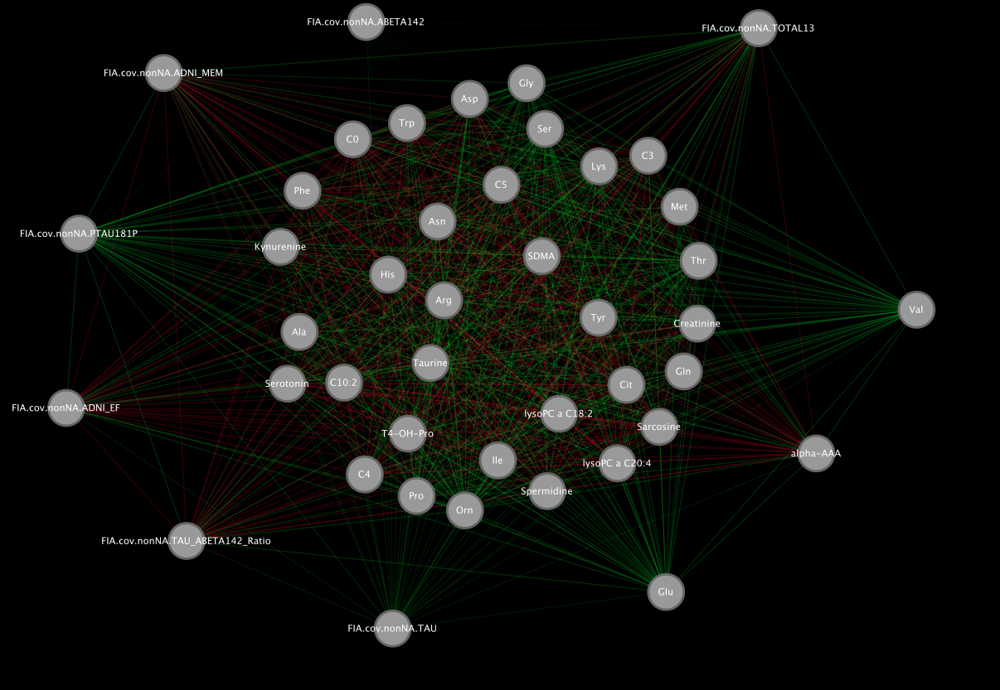 FIA.cov.nonNA.ABETA142
FIA.cov.nonNA.TOTAL13
FIA.cov.nonNA.ADNI_MEM
Gly
Asp
Trp
Ser
C0
C3
Lys
C5
Phe
Met
Asn
FIA.cov.nonNA.PTAU181P
Kynurenine
SDMA
Thr
His
Arg
Val
Tyr
Creatinine
Ala
Taurine
Gln
Serotonin
C10:2
Cit
FIA.cov.nonNA.ADNI_EF
lysoPC a C18:2
Sarcosine
T4-OH-Pro
alpha-AAA
Ile
lysoPC a C20:4
C4
Spermidine
Pro
Orn
FIA.cov.nonNA.TAU_ABETA142_Ratio
Glu
FIA.cov.nonNA.TAU